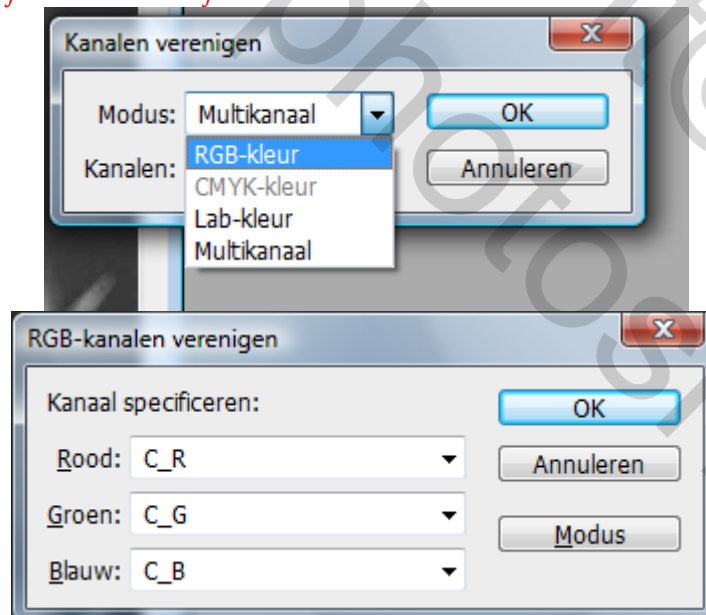 Kanalen verenigen
Modus: Multikanaal OK
RGB-kleur
Kanalen: Annuleren
CMYK-kleur
Lab-kleur
Multikanaal
RGB-kanalen verenigen
Kanaal specificeren: OK
Rood: C_R Annuleren
Groen: C_G
Modus
Blauw: C_B